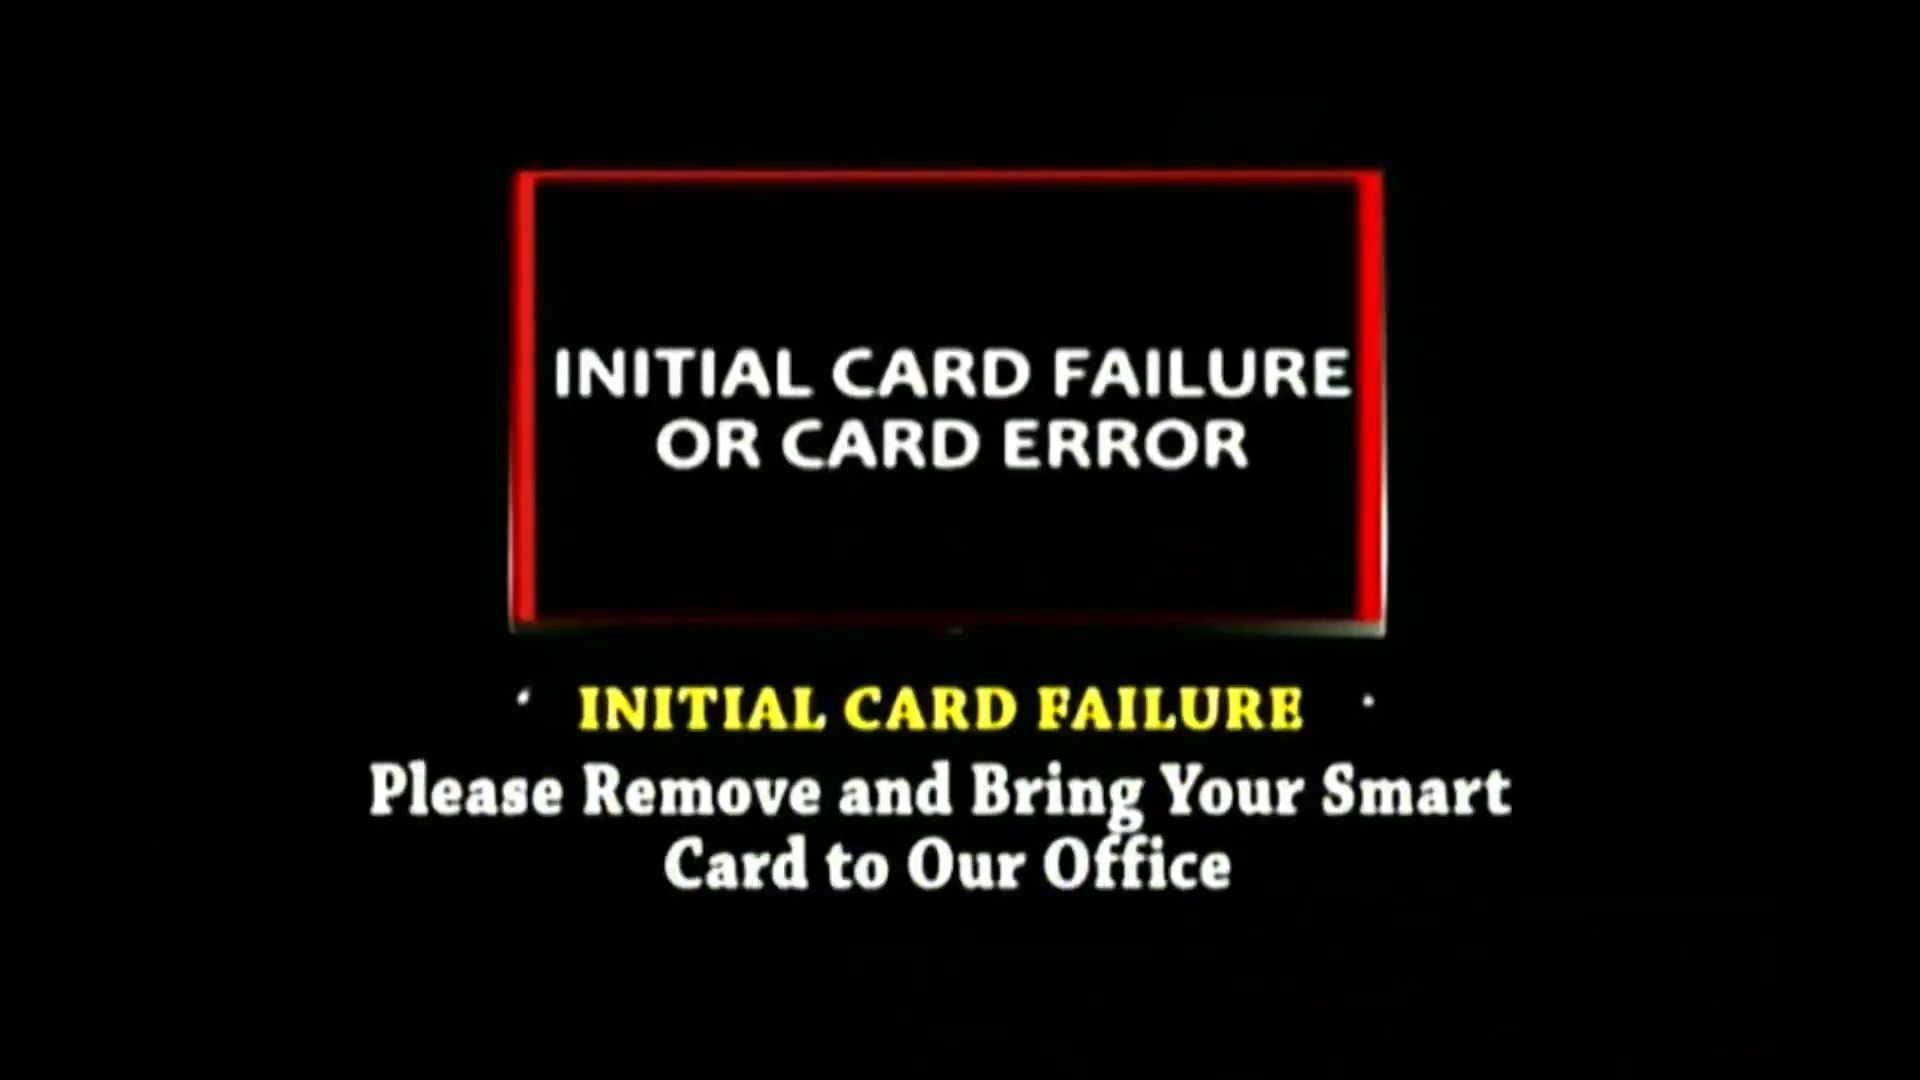 INITIAL CARD FAILURE
OR CARD ERROR
INITIAL CARD FAILURE
Please Remove and Bring Your Smart
Card to Our Office